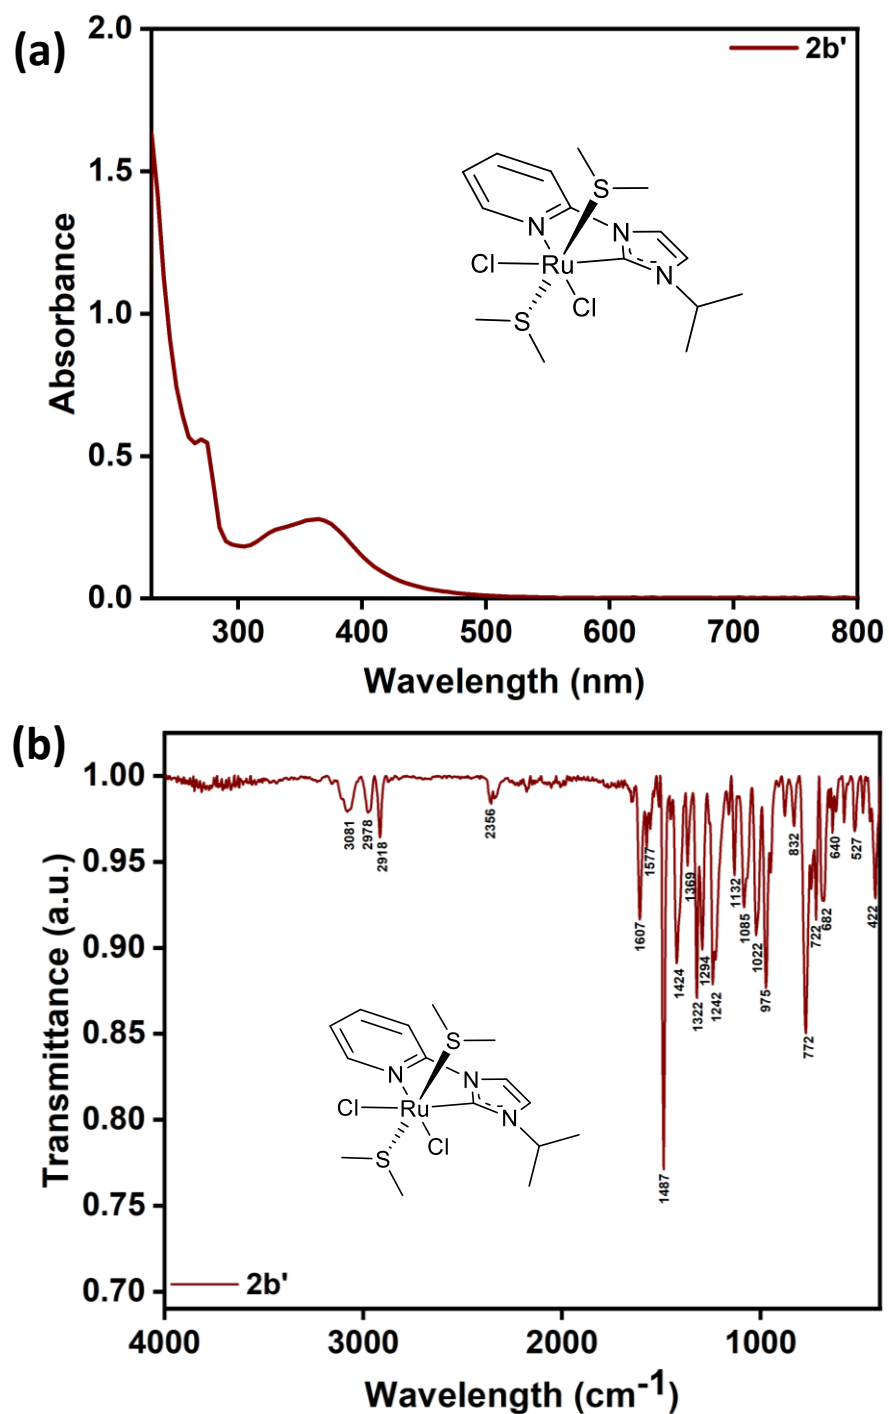 (a)
2.0
2b'
1.5
1.0
0.5
0.0
Absorbance
S
N
N
Cl
Ru
N
Cl
S
300 400 500 600 700 800
Wavelength (nm)
(b)
1.00
0.95
0.90
0.85
0.80
0.75
0.70
Transmittance (a.u.)
3081
2978
2918
2356
1607
1577
1487
1424
1369
1322
1294
1242
1132
1085
1022
975
832
772
722
682
640
527
422
S
N
N
Cl
Ru
N
Cl
S
2b'
4000 3000 2000 1000
Wavelength (cm-1)